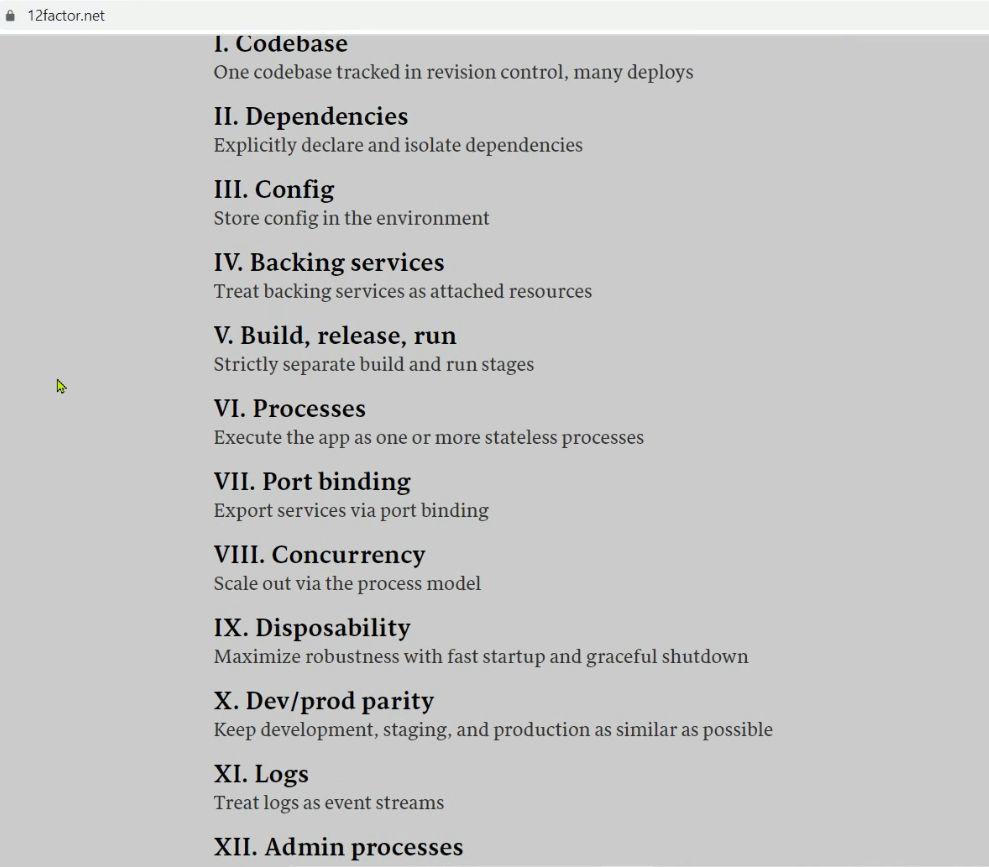 12factor.net
I. Codebase
One codebase tracked in revision control, many deploys
II. Dependencies
Explicitly declare and isolate dependencies
III. Config
Store config in the environment
IV. Backing services
Treat backing services as attached resources
V. Build, release, run
Strictly separate build and run stages
VI. Processes
Execute the app as one or more stateless processes
VII. Port binding
Export services via port binding
VIII. Concurrency
Scale out via the process model
IX. Disposability
Maximize robustness with fast startup and graceful shutdown
X. Dev/prod parity
Keep development, staging, and production as similar as possible
XI. Logs
Treat logs as event streams
XII. Admin processes